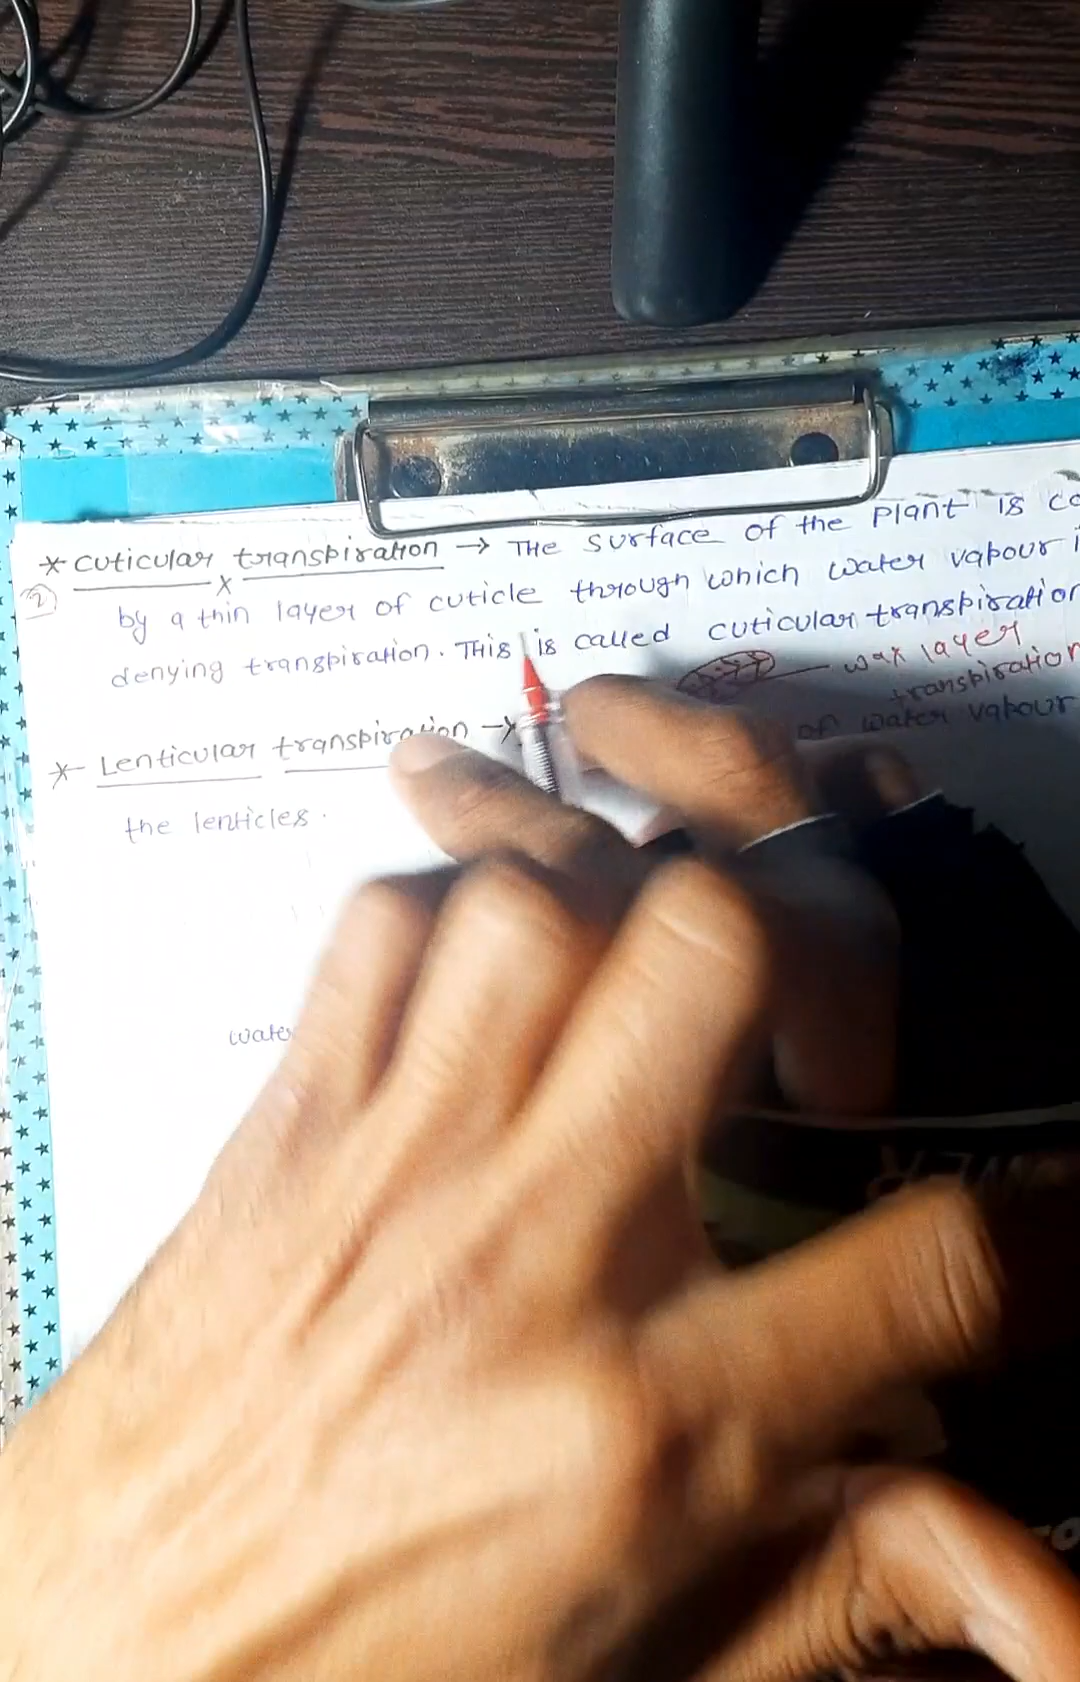 * Cuticular transpiration → THe surface of the Plant is
2
x
by a thin layer of cuticle through which water vapour
denying transpiration. This is called cuticular transpiration
wax layer
transpiration
* Lenticular transpiration → of water vapour
the lenticles.